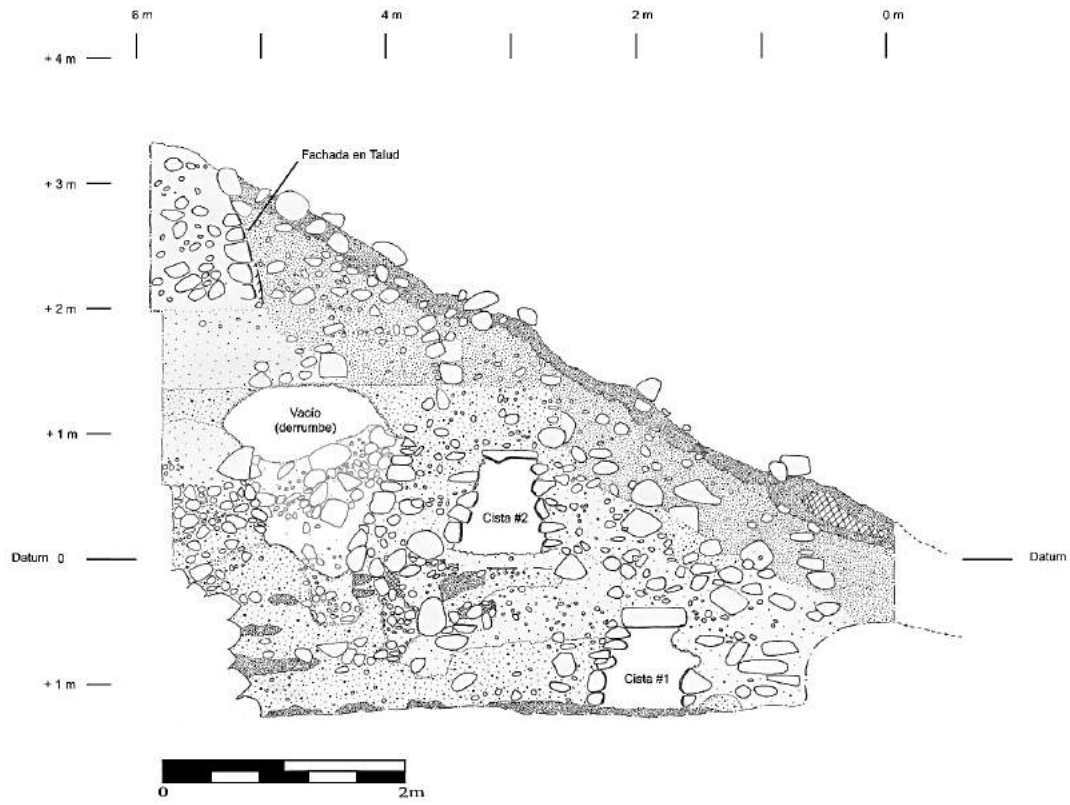 6 m 4 m 2 m 0 m
+ 4 m
Fachada en Talud
+ 3 m
+ 2 m
Vacío
(derrumbe)
+ 1 m
Cista #2
Datum 0
Datum
+ 1 m
Cista #1
0 2m